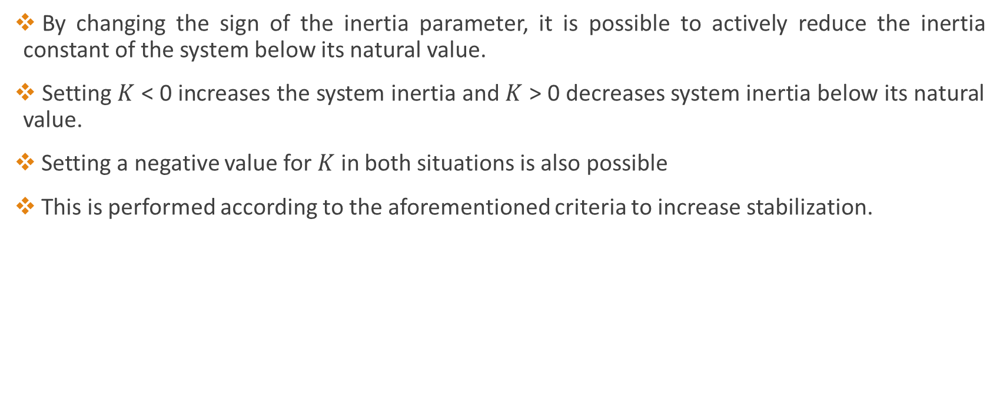 ❖ By changing the sign of the inertia parameter, it is possible to actively reduce the inertia
constant of the system below its natural value.
❖ Setting K < 0 increases the system inertia and K > 0 decreases system inertia below its natural
value.
❖ Setting a negative value for K in both situations is also possible
❖ This is performed according to the aforementioned criteria to increase stabilization.